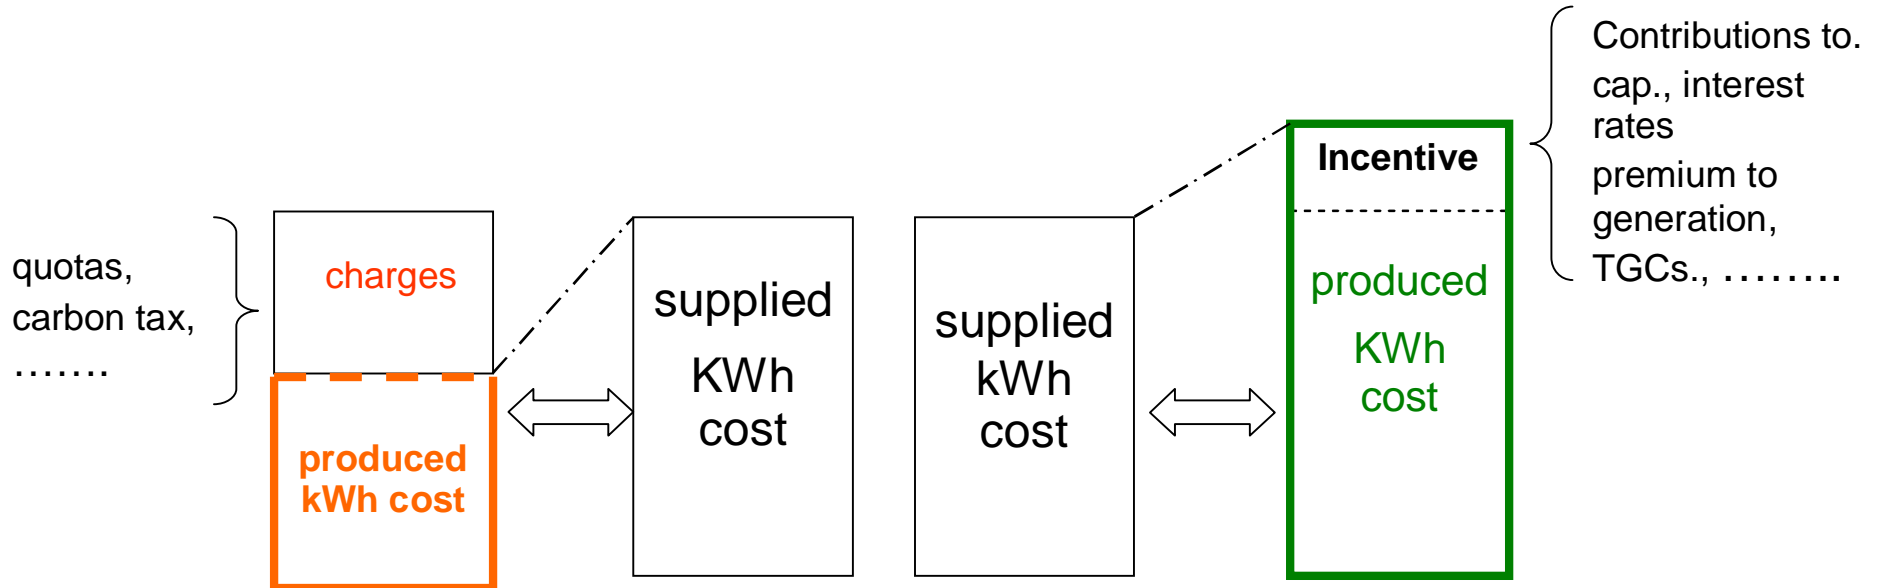 quotas,
carbon tax,
…….
charges
produced
kWh cost
supplied
KWh
cost
supplied
kWh
cost
Incentive
produced
KWh
cost
Contributions to.
cap., interest
rates
premium to
generation,
TGCs., ……..